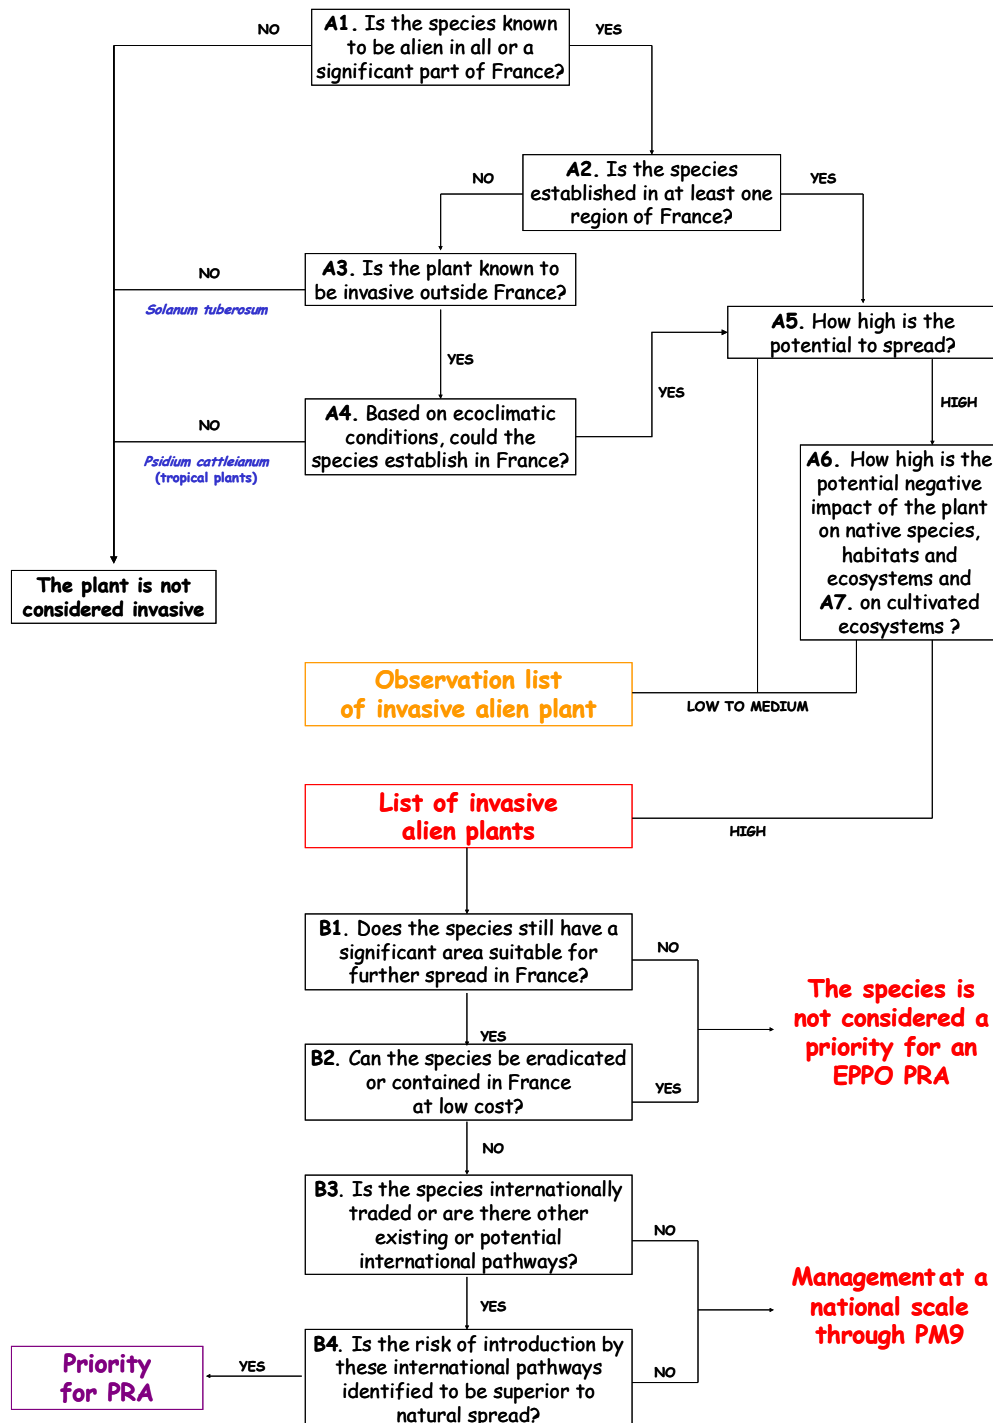 A1. Is the species known
to be alien in all or a
significant part of France?
NO
YES
A2. Is the species
established in at least one
region of France?
NO
YES
A3. Is the plant known to
be invasive outside France?
NO
Solanum tuberosum
YES
A4. Based on ecoclimatic
conditions, could the
species establish in France?
NO
Psidium cattleianum
(tropical plants)
YES
A5. How high is the
potential to spread?
HIGH
A6. How high is the
potential negative
impact of the plant
on native species,
habitats and
ecosystems and
A7. on cultivated
ecosystems ?
The plant is not
considered invasive
Observation list
of invasive alien plant
LOW TO MEDIUM
List of invasive
alien plants
HIGH
B1. Does the species still have a
significant area suitable for
further spread in France?
NO
YES
The species is
not considered a
priority for an
EPPO PRA
B2. Can the species be eradicated
or contained in France
at low cost?
YES
NO
B3. Is the species internationally
traded or are there other
existing or potential
international pathways?
NO
YES
Management at a
national scale
through PM9
B4. Is the risk of introduction by
these international pathways
identified to be superior to
natural spread?
NO
YES
Priority
for PRA